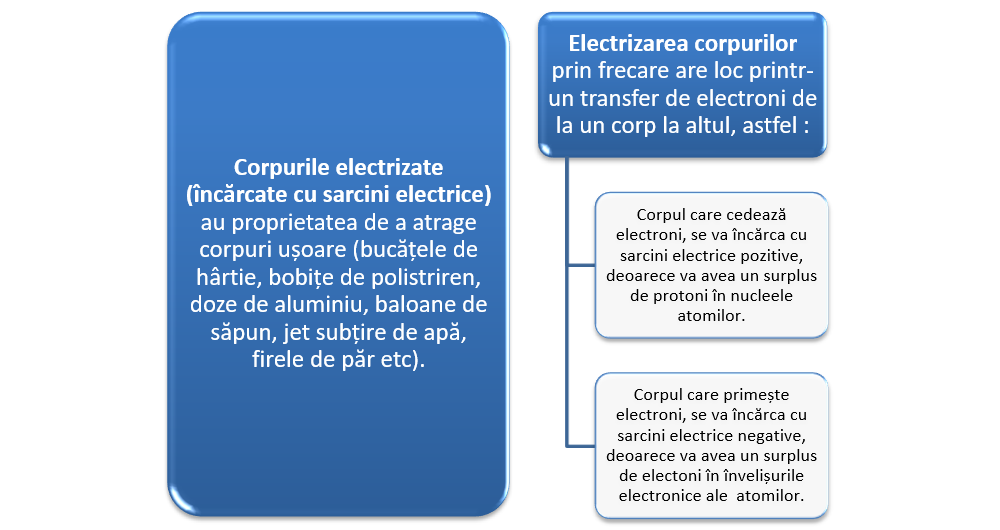 Corpurile electrizate
(încărcate cu sarcini electrice)
au proprietatea de a atrage
corpuri ușoare (bucățele de
hârtie, bobițe de polistriren,
doze de aluminiu, baloane de
săpun, jet subțire de apă,
firele de păr etc).
Electrizarea corpurilor
prin frecare are loc printr-
un transfer de electroni de
la un corp la altul, astfel :
Corpul care cedează
electroni, se va încărca cu
sarcini electrice pozitive,
deoarece va avea un surplus
de protoni în nucleele
atomilor.
Corpul care primește
electroni, se va încărca cu
sarcini electrice negative,
deoarece va avea un surplus
de electoni în învelișurile
electronice ale  atomilor.